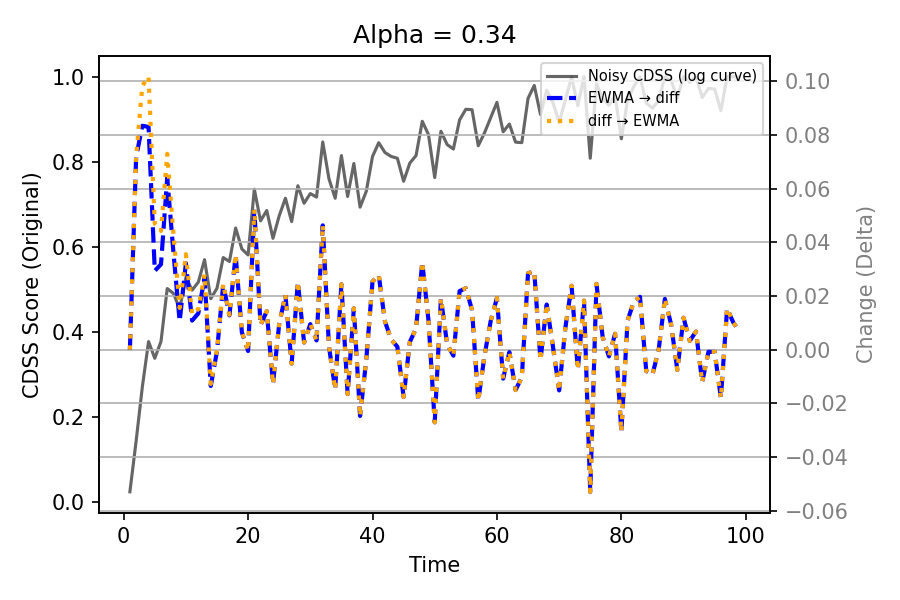 Alpha = 0.34
Noisy CDSS (log curve)
EWMA → diff
diff → EWMA
CDSS Score (Original)
1.0
0.8
0.6
0.4
0.2
0.0
0.10
0.08
0.06
0.04
0.02
0.00
−0.02
−0.04
−0.06
Change (Delta)
0 20 40 60 80 100
Time